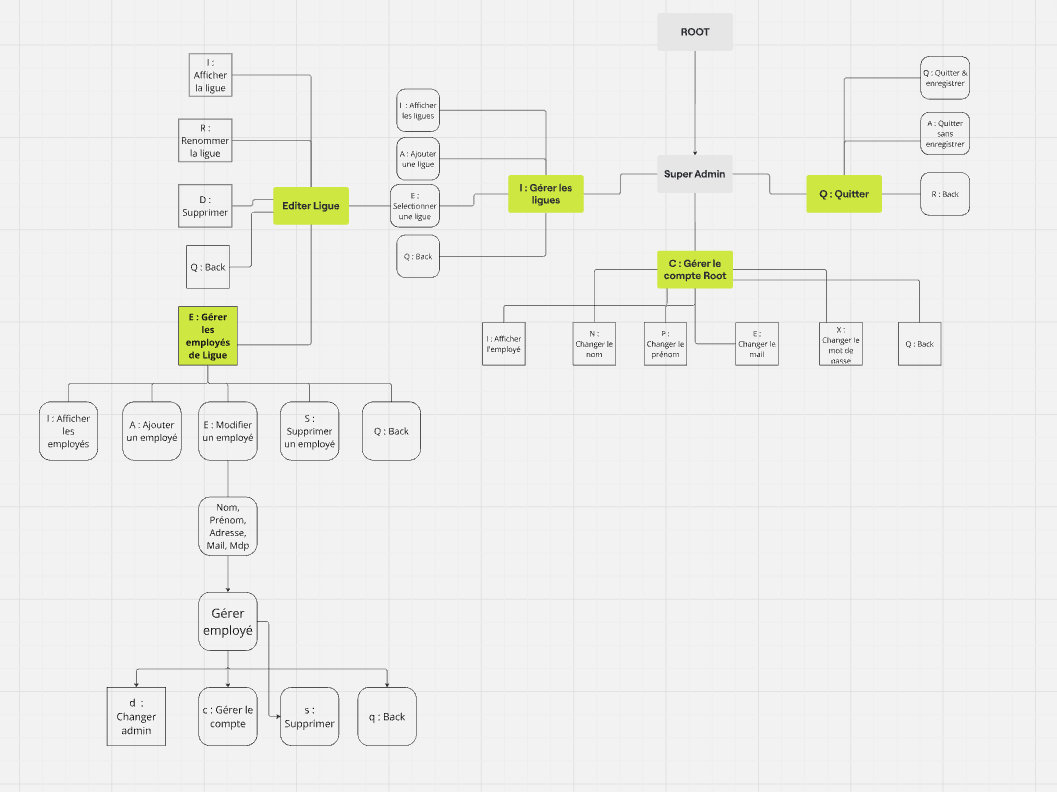 ROOT
I :
Afficher
la ligue
Q : Quitter &
enregistrer
I : Afficher
les ligues
R :
Renommer
la ligue
A : Quitter
sans
enregistrer
A : Ajouter
une ligue
Super Admin
D :
Supprimer
Editer Ligue
E :
Selectionner
une ligue
I : Gérer les
ligues
Q : Quitter
R : Back
Q : Back
Q : Back
C : Gérer le
compte Root
E : Gérer
les
employés
de Ligue
I : Afficher
l'employé
N :
Changer le
nom
P :
Changer le
prénom
E :
Changer le
mail
X :
Changer le
mot de
passe
Q : Back
I : Afficher
les
employés
A : Ajouter
un employé
E : Modifier
un employé
S :
Supprimer
un employé
Q : Back
Nom,
Prénom,
Adresse,
Mail, Mdp
Gérer
employé
d :
Changer
admin
c : Gérer le
compte
s :
Supprimer
q : Back